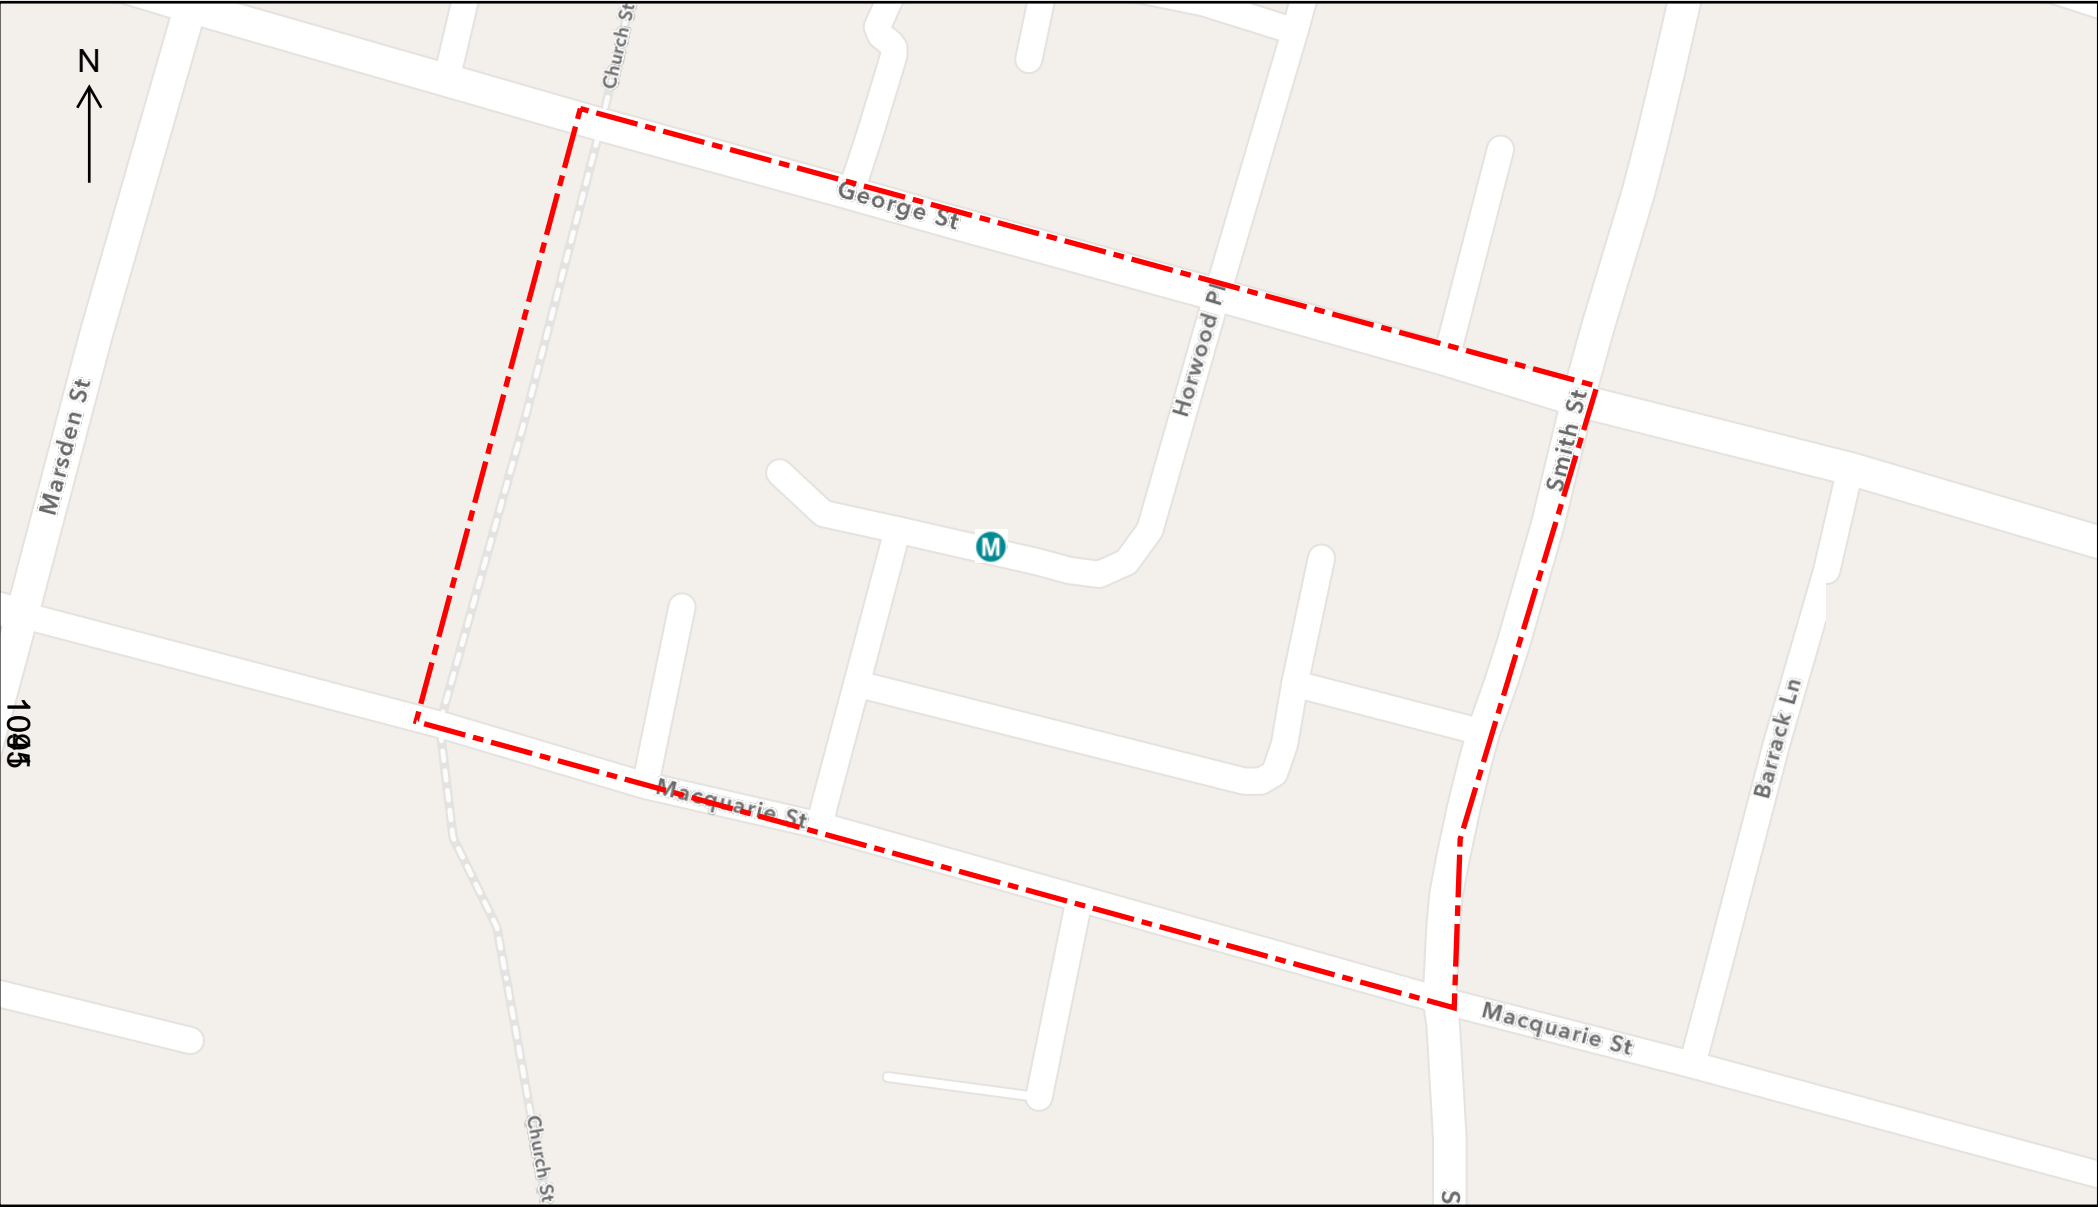 N
Church St
George St
Horwood Pl
Smith St
Marsden St
M
Barrack Ln
Macquarie St
Macquarie St
Church St
S